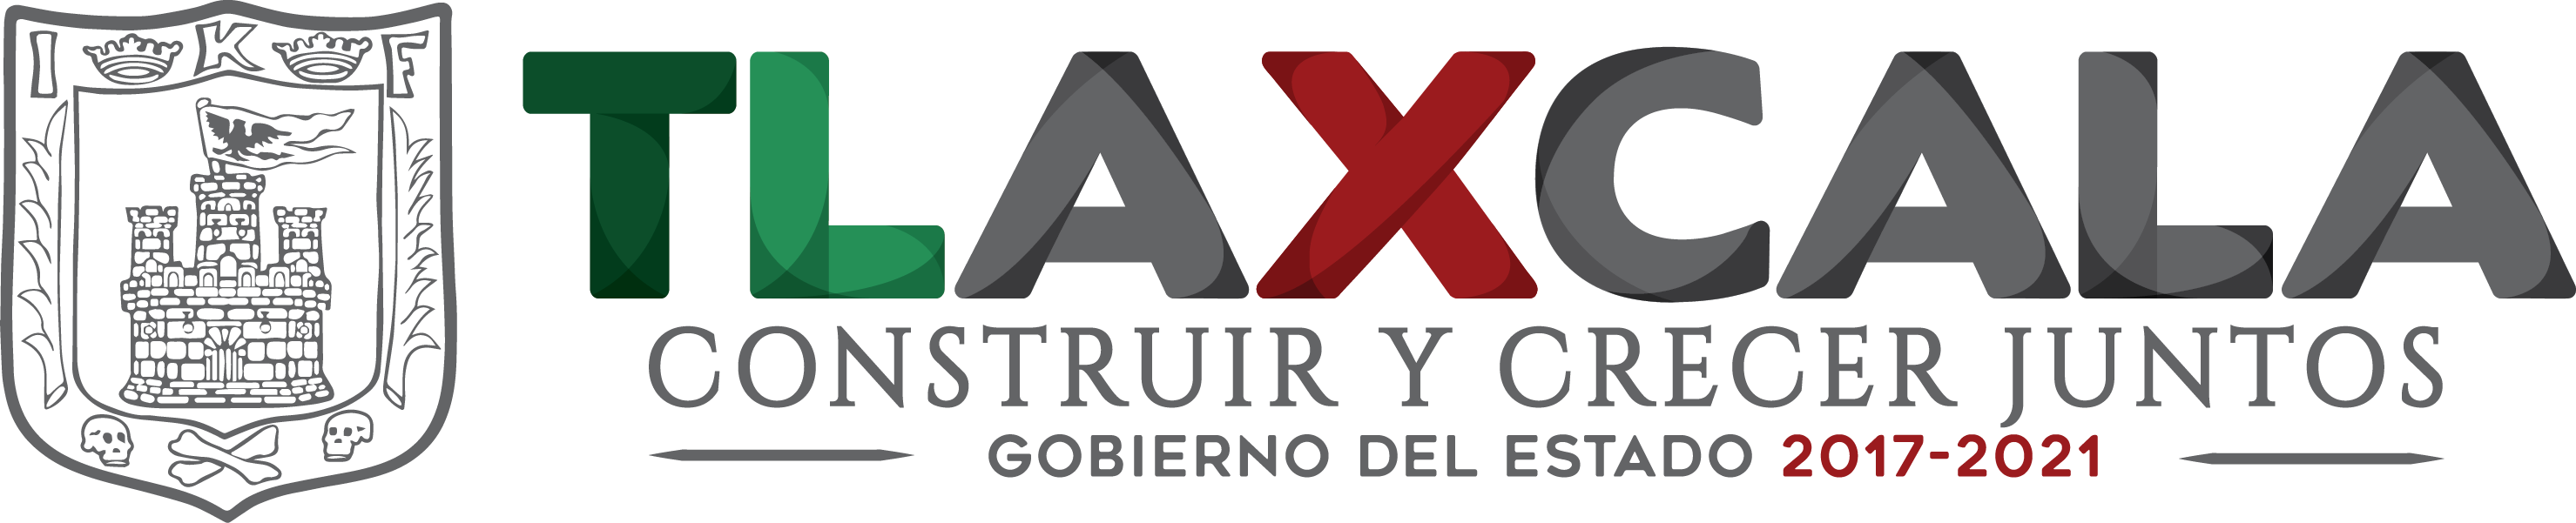 I K F
TLAXCALA
CONSTRUIR Y CRECER JUNTOS
GOBIERNO DEL ESTADO 2017-2021